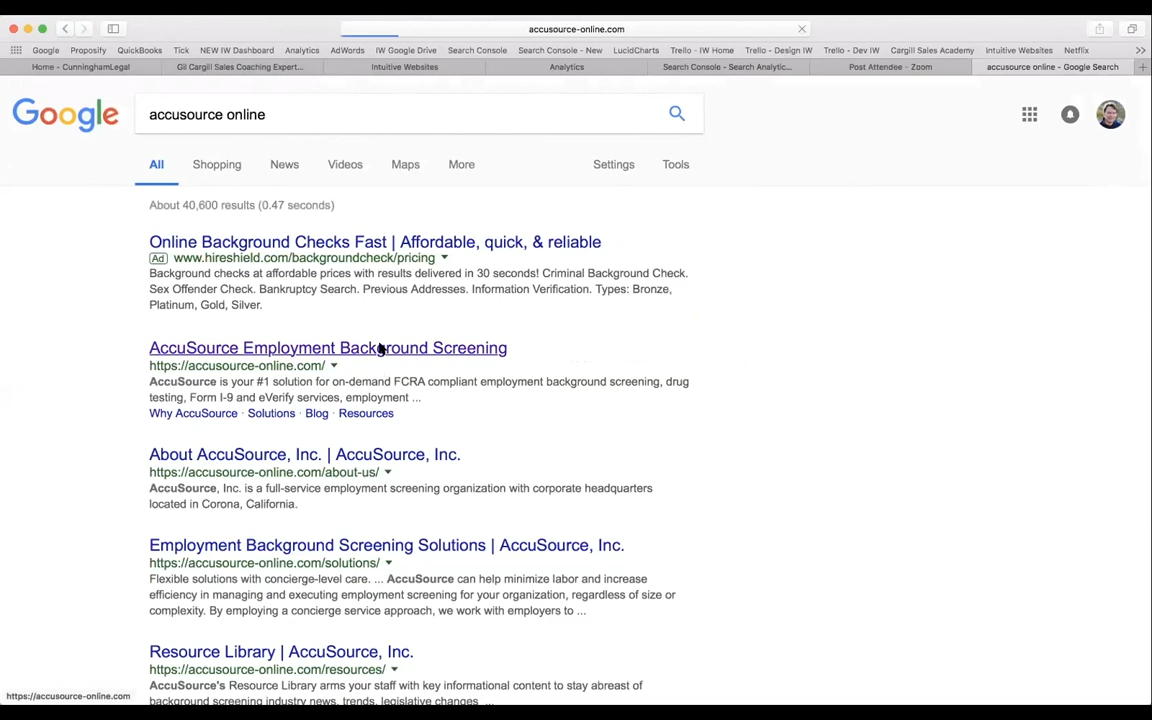 accusource-online.com
Google Proposify QuickBooks Tick NEW IW Dashboard Analytics AdWords IW Google Drive Search Console Search Console - New LucidCharts Trello - IW Home Trello - Design IW Trello - Dev IW Cargill Sales Academy Intuitive Websites Netflix
Home - CunninghamLegal Gil Cargill Sales Coaching Expert... Intuitive Websites Analytics Search Console - Search Analytic... Post Attendee - Zoom accusource online - Google Search
Google accusource online
All Shopping News Videos Maps More Settings Tools
About 40,600 results (0.47 seconds)
Online Background Checks Fast | Affordable, quick, & reliable
Ad www.hireshield.com/backgroundcheck/pricing
Background checks at affordable prices with results delivered in 30 seconds! Criminal Background Check.
Sex Offender Check. Bankruptcy Search. Previous Addresses. Information Verification. Types: Bronze,
Platinum, Gold, Silver.
AccuSource Employment Background Screening
https://accusource-online.com/
AccuSource is your #1 solution for on-demand FCRA compliant employment background screening, drug
testing, Form I-9 and eVerify services, employment ...
Why AccuSource · Solutions · Blog · Resources
About AccuSource, Inc. | AccuSource, Inc.
https://accusource-online.com/about-us/
AccuSource, Inc. is a full-service employment screening organization with corporate headquarters
located in Corona, California.
Employment Background Screening Solutions | AccuSource, Inc.
https://accusource-online.com/solutions/
Flexible solutions with concierge-level care. ... AccuSource can help minimize labor and increase
efficiency in managing and executing employment screening for your organization, regardless of size or
complexity. By employing a concierge service approach, we work with employers to ...
Resource Library | AccuSource, Inc.
https://accusource-online.com/resources/
AccuSource's Resource Library arms your staff with key informational content to stay abreast of
background screening industry news, trends, legislative changes ...
https://accusource-online.com